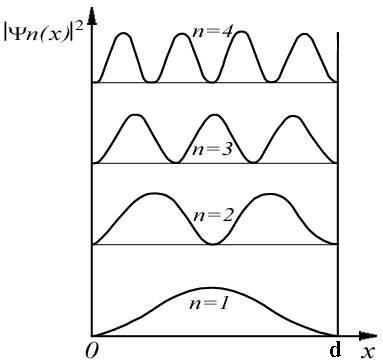 |Ψn(x)|²
n=4
n=3
n=2
n=1
0 d x